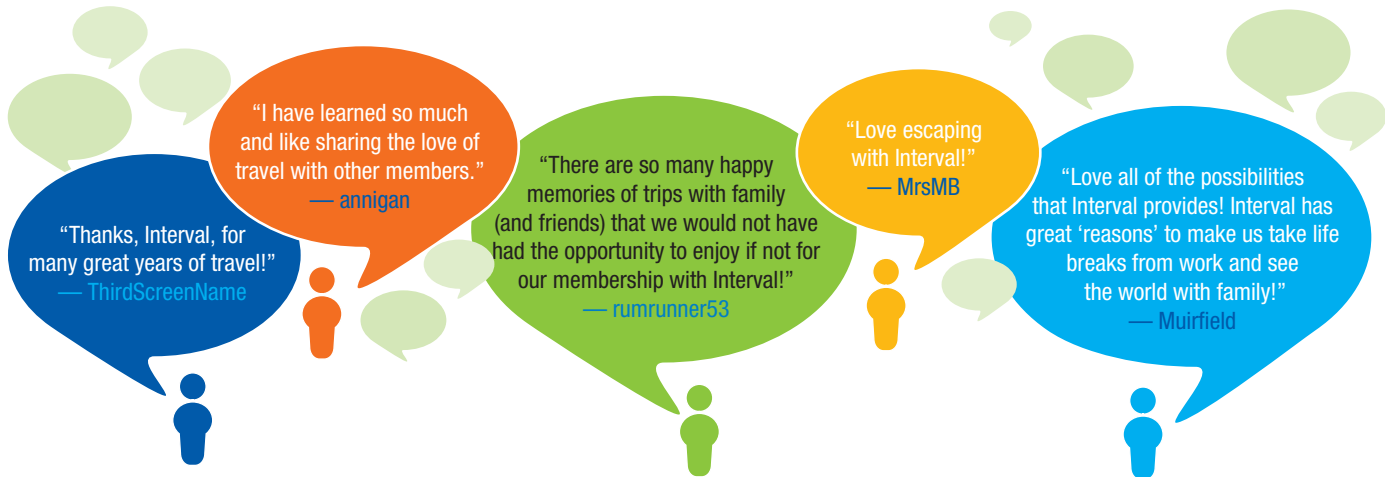 “Thanks, Interval, for
many great years of travel!”
— ThirdScreenName
“I have learned so much
and like sharing the love of
travel with other members.”
— annigan
“There are so many happy
memories of trips with family
(and friends) that we would not have
had the opportunity to enjoy if not for
our membership with Interval!”
— rumrunner53
“Love escaping
with Interval!”
— MrsMB
“Love all of the possibilities
that Interval provides! Interval has
great ‘reasons’ to make us take life
breaks from work and see
the world with family!”
— Muirfield